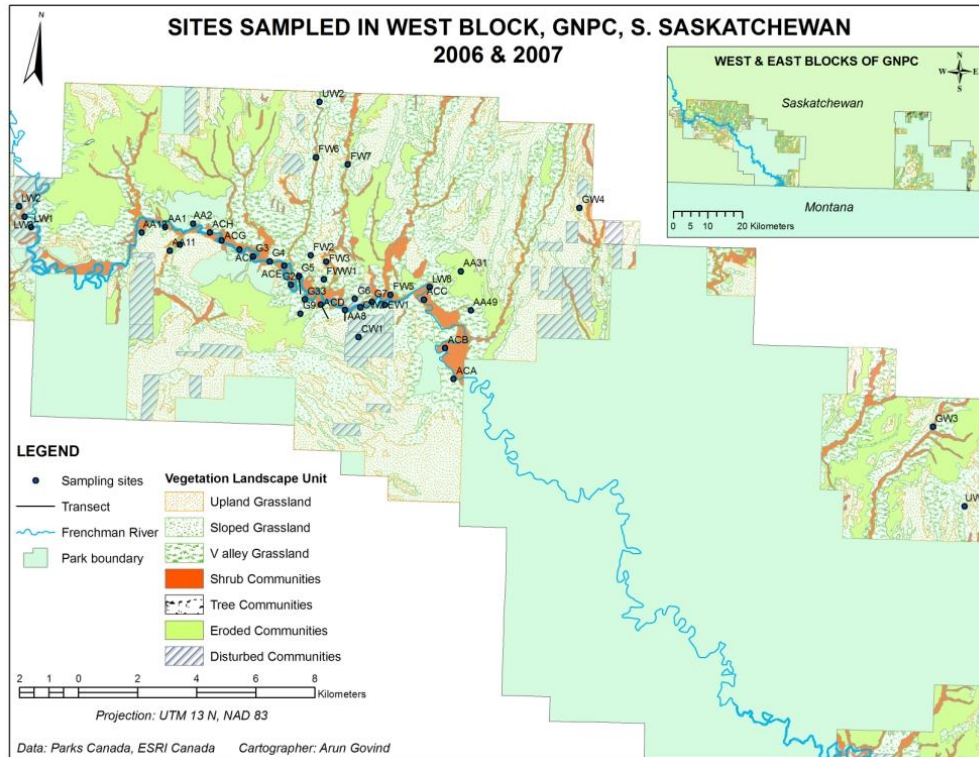 SITES SAMPLED IN WEST BLOCK, GNPC, S. SASKATCHEWAN
2006 & 2007
N
WEST & EAST BLOCKS OF GNPC
N
W
E
S
Saskatchewan
Montana
0 5 10 20 Kilometers
UW2
FW6
FW7
GW4
LW2
LW1
AA1
AA2
ACH
ACG
AA11
G3
G4
FW2
FW3
FWW1
G5
AA31
LW8
ACC
FW5
G7
G6
G33
ACD
AA8
AA49
CW1
ACB
ACA
GW3
LEGEND
Sampling sites
Transect
Frenchman River
Park boundary
Vegetation Landscape Unit
Upland Grassland
Sloped Grassland
V alley Grassland
Shrub Communities
Tree Communities
Eroded Communities
Disturbed Communities
2 1 0 2 4 6 8
Kilometers
Projection: UTM 13 N, NAD 83
Data: Parks Canada, ESRI Canada Cartographer: Arun Govind